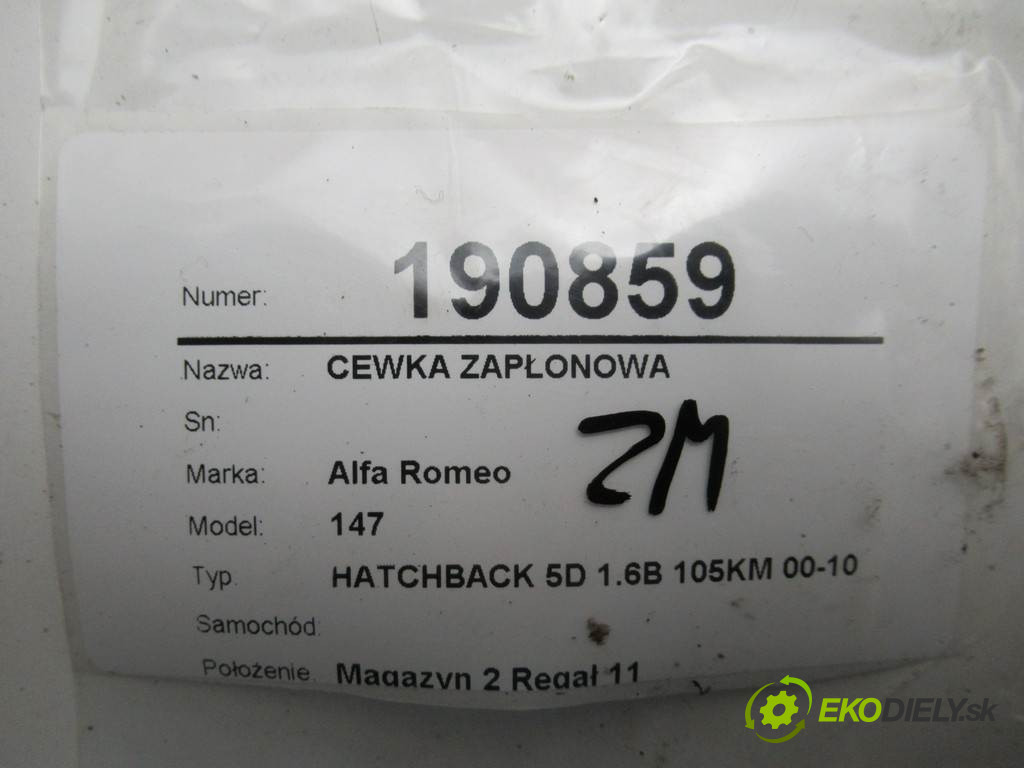 Numer: 190859
Nazwa: CEWKA ZAPŁONOWA
Sn:
ZM
Marka: Alfa Romeo
Model: 147
Typ. HATCHBACK 5D 1.6B 105KM 00-10
Samochód:
Położenie Magazyn 2 Regał 11
EKODIELY.sk